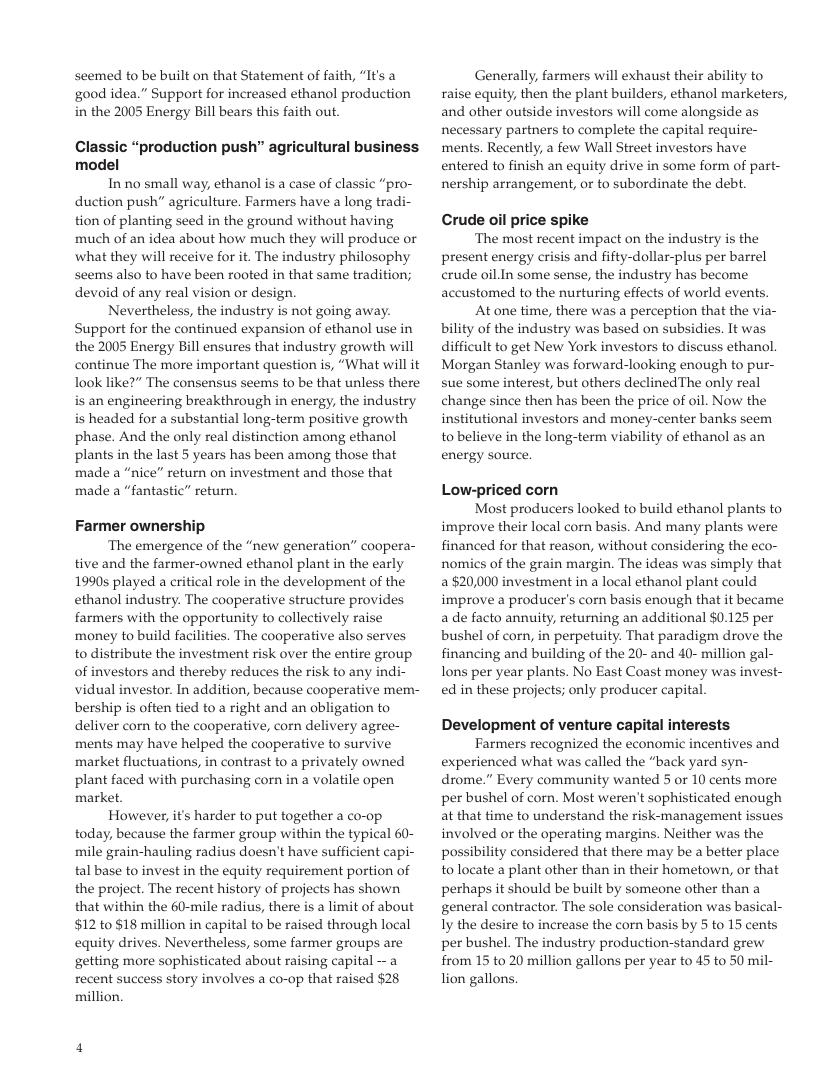 seemed to be built on that Statement of faith, “It's a
good idea.” Support for increased ethanol production
in the 2005 Energy Bill bears this faith out.
Classic “production push” agricultural business
model
In no small way, ethanol is a case of classic “pro-
duction push” agriculture. Farmers have a long tradi-
tion of planting seed in the ground without having
much of an idea about how much they will produce or
what they will receive for it. The industry philosophy
seems also to have been rooted in that same tradition;
devoid of any real vision or design.
Nevertheless, the industry is not going away.
Support for the continued expansion of ethanol use in
the 2005 Energy Bill ensures that industry growth will
continue The more important question is, “What will it
look like?” The consensus seems to be that unless there
is an engineering breakthrough in energy, the industry
is headed for a substantial long-term positive growth
phase. And the only real distinction among ethanol
plants in the last 5 years has been among those that
made a “nice” return on investment and those that
made a “fantastic” return.
Farmer ownership
The emergence of the “new generation” coopera-
tive and the farmer-owned ethanol plant in the early
1990s played a critical role in the development of the
ethanol industry. The cooperative structure provides
farmers with the opportunity to collectively raise
money to build facilities. The cooperative also serves
to distribute the investment risk over the entire group
of investors and thereby reduces the risk to any indi-
vidual investor. In addition, because cooperative mem-
bership is often tied to a right and an obligation to
deliver corn to the cooperative, corn delivery agree-
ments may have helped the cooperative to survive
market fluctuations, in contrast to a privately owned
plant faced with purchasing corn in a volatile open
market.
However, it's harder to put together a co-op
today, because the farmer group within the typical 60-
mile grain-hauling radius doesn't have sufficient capi-
tal base to invest in the equity requirement portion of
the project. The recent history of projects has shown
that within the 60-mile radius, there is a limit of about
$12 to $18 million in capital to be raised through local
equity drives. Nevertheless, some farmer groups are
getting more sophisticated about raising capital -- a
recent success story involves a co-op that raised $28
million.
Generally, farmers will exhaust their ability to
raise equity, then the plant builders, ethanol marketers,
and other outside investors will come alongside as
necessary partners to complete the capital require-
ments. Recently, a few Wall Street investors have
entered to finish an equity drive in some form of part-
nership arrangement, or to subordinate the debt.
Crude oil price spike
The most recent impact on the industry is the
present energy crisis and fifty-dollar-plus per barrel
crude oil.In some sense, the industry has become
accustomed to the nurturing effects of world events.
At one time, there was a perception that the via-
bility of the industry was based on subsidies. It was
difficult to get New York investors to discuss ethanol.
Morgan Stanley was forward-looking enough to pur-
sue some interest, but others declinedThe only real
change since then has been the price of oil. Now the
institutional investors and money-center banks seem
to believe in the long-term viability of ethanol as an
energy source.
Low-priced corn
Most producers looked to build ethanol plants to
improve their local corn basis. And many plants were
financed for that reason, without considering the eco-
nomics of the grain margin. The ideas was simply that
a $20,000 investment in a local ethanol plant could
improve a producer's corn basis enough that it became
a de facto annuity, returning an additional $0.125 per
bushel of corn, in perpetuity. That paradigm drove the
financing and building of the 20- and 40- million gal-
lons per year plants. No East Coast money was invest-
ed in these projects; only producer capital.
Development of venture capital interests
Farmers recognized the economic incentives and
experienced what was called the “back yard syn-
drome.” Every community wanted 5 or 10 cents more
per bushel of corn. Most weren't sophisticated enough
at that time to understand the risk-management issues
involved or the operating margins. Neither was the
possibility considered that there may be a better place
to locate a plant other than in their hometown, or that
perhaps it should be built by someone other than a
general contractor. The sole consideration was basical-
ly the desire to increase the corn basis by 5 to 15 cents
per bushel. The industry production-standard grew
from 15 to 20 million gallons per year to 45 to 50 mil-
lion gallons.
4